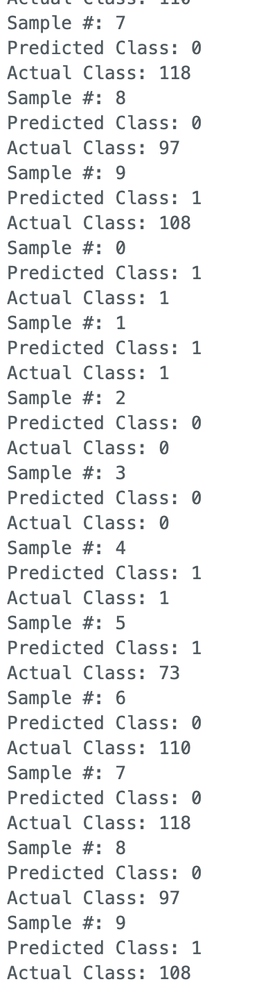 Actual Class: 110
Sample #: 7
Predicted Class: 0
Actual Class: 118
Sample #: 8
Predicted Class: 0
Actual Class: 97
Sample #: 9
Predicted Class: 1
Actual Class: 108
Sample #: 0
Predicted Class: 1
Actual Class: 1
Sample #: 1
Predicted Class: 1
Actual Class: 1
Sample #: 2
Predicted Class: 0
Actual Class: 0
Sample #: 3
Predicted Class: 0
Actual Class: 0
Sample #: 4
Predicted Class: 1
Actual Class: 1
Sample #: 5
Predicted Class: 1
Actual Class: 73
Sample #: 6
Predicted Class: 0
Actual Class: 110
Sample #: 7
Predicted Class: 0
Actual Class: 118
Sample #: 8
Predicted Class: 0
Actual Class: 97
Sample #: 9
Predicted Class: 1
Actual Class: 108